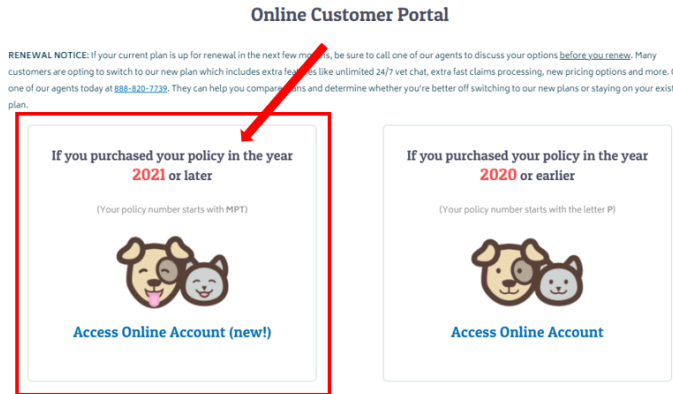 Online Customer Portal
RENEWAL NOTICE: If your current plan is up for renewal in the next few months, be sure to call one of our agents to discuss your options before you renew. Many
customers are opting to switch to our new plan which includes extra features like unlimited 24/7 vet chat, extra fast claims processing, new pricing options and more.
one of our agents today at 888-820-7739. They can help you compare plans and determine whether you're better off switching to our new plans or staying on your
plan.
If you purchased your policy in the year
2021 or later
(Your policy number starts with MPT)
Access Online Account (new!)
If you purchased your policy in the year
2020 or earlier
(Your policy number starts with the letter P)
Access Online Account